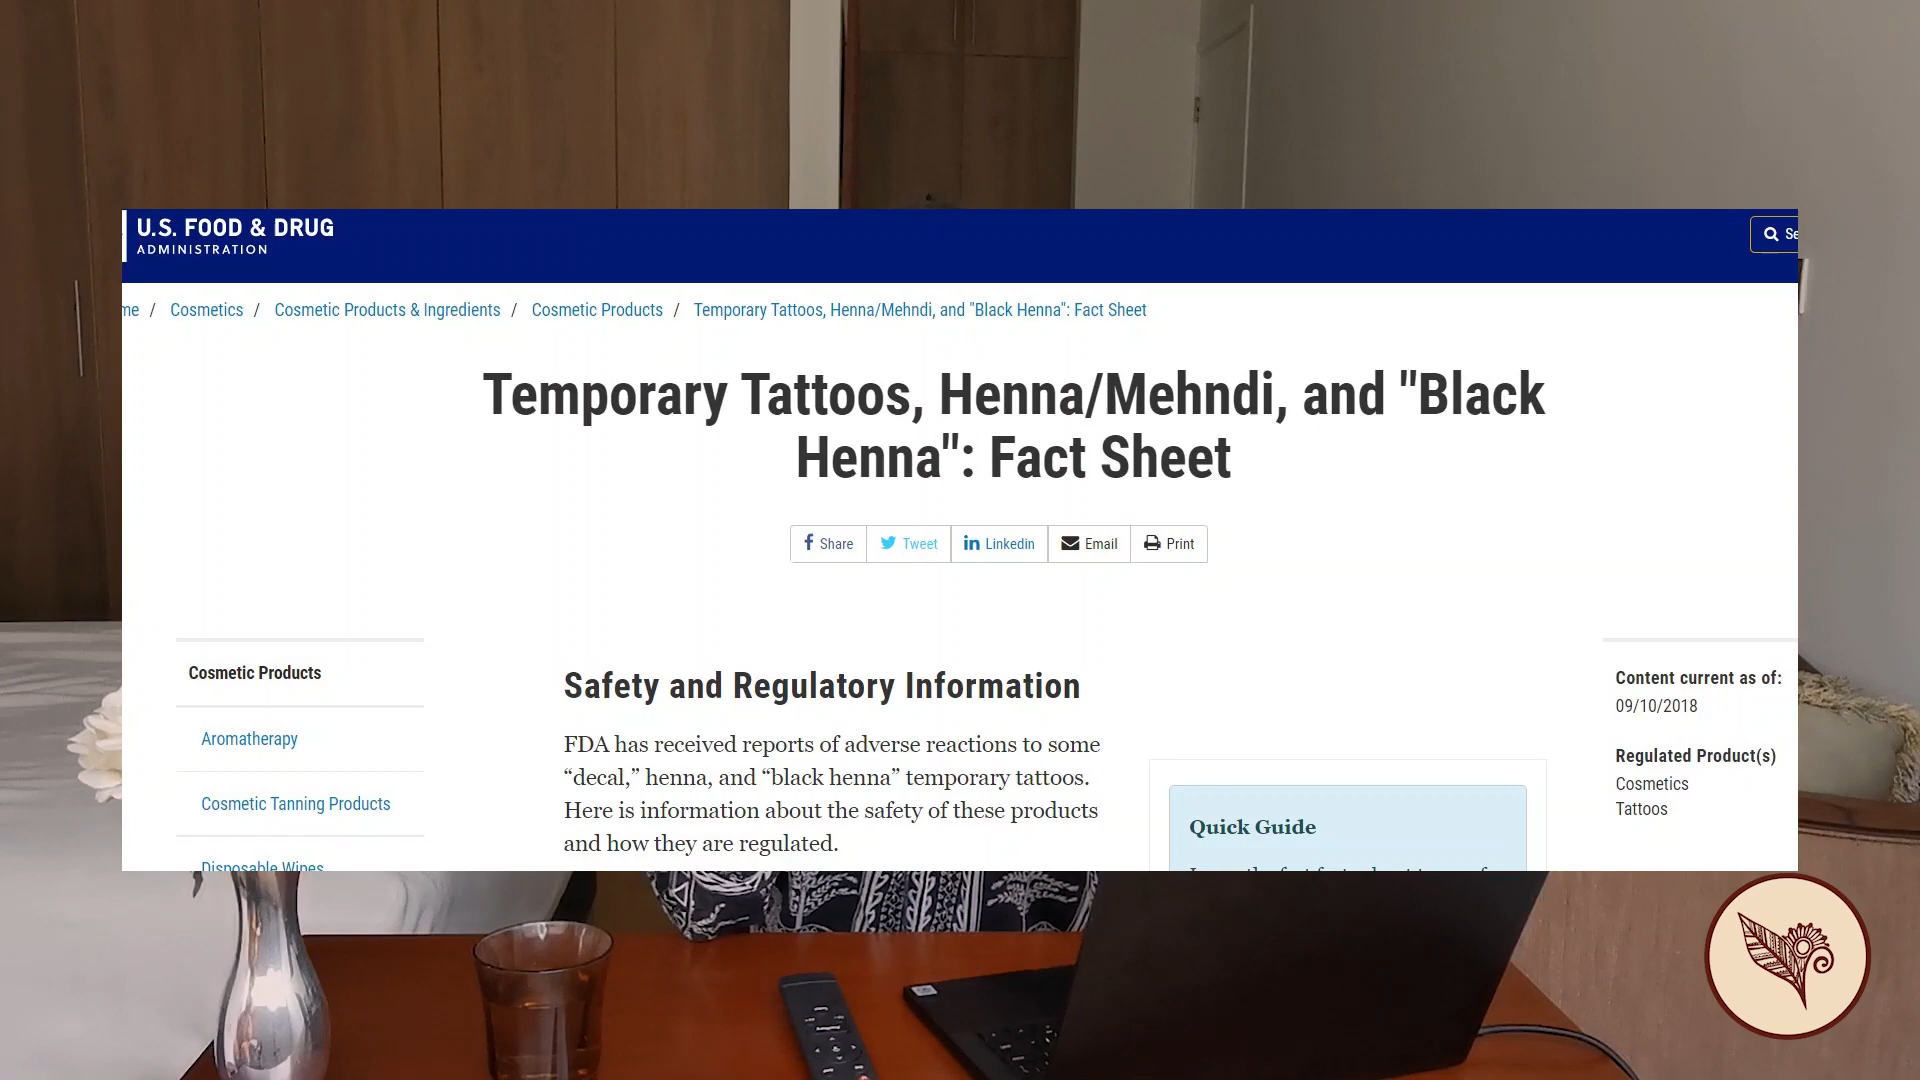 U.S. FOOD & DRUG
ADMINISTRATION
me / Cosmetics / Cosmetic Products & Ingredients / Cosmetic Products / Temporary Tattoos, Henna/Mehndi, and "Black Henna": Fact Sheet
Temporary Tattoos, Henna/Mehndi, and "Black
Henna": Fact Sheet
Share Tweet Linkedin Email Print
Cosmetic Products
Aromatherapy
Cosmetic Tanning Products
Disposable Wipes
Safety and Regulatory Information
FDA has received reports of adverse reactions to some
“decal,” henna, and “black henna” temporary tattoos.
Here is information about the safety of these products
and how they are regulated.
Quick Guide
Content current as of:
09/10/2018
Regulated Product(s)
Cosmetics
Tattoos